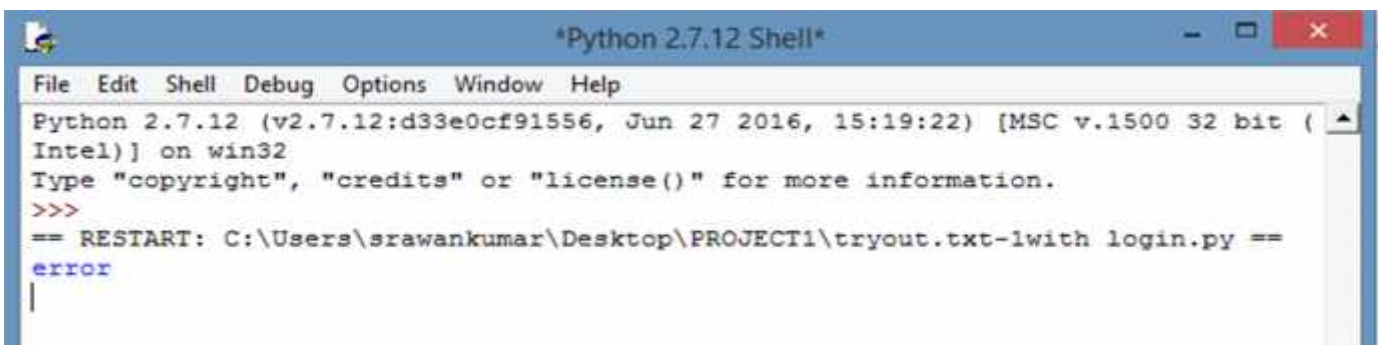 *Python 2.7.12 Shell*
File Edit Shell Debug Options Window Help
Python 2.7.12 (v2.7.12:d33e0cf91556, Jun 27 2016, 15:19:22) [MSC v.1500 32 bit (
Intel)] on win32
Type "copyright", "credits" or "license()" for more information.
>>>
== RESTART: C:\Users\srawankumar\Desktop\PROJECT1\tryout.txt-1with login.py ==
error